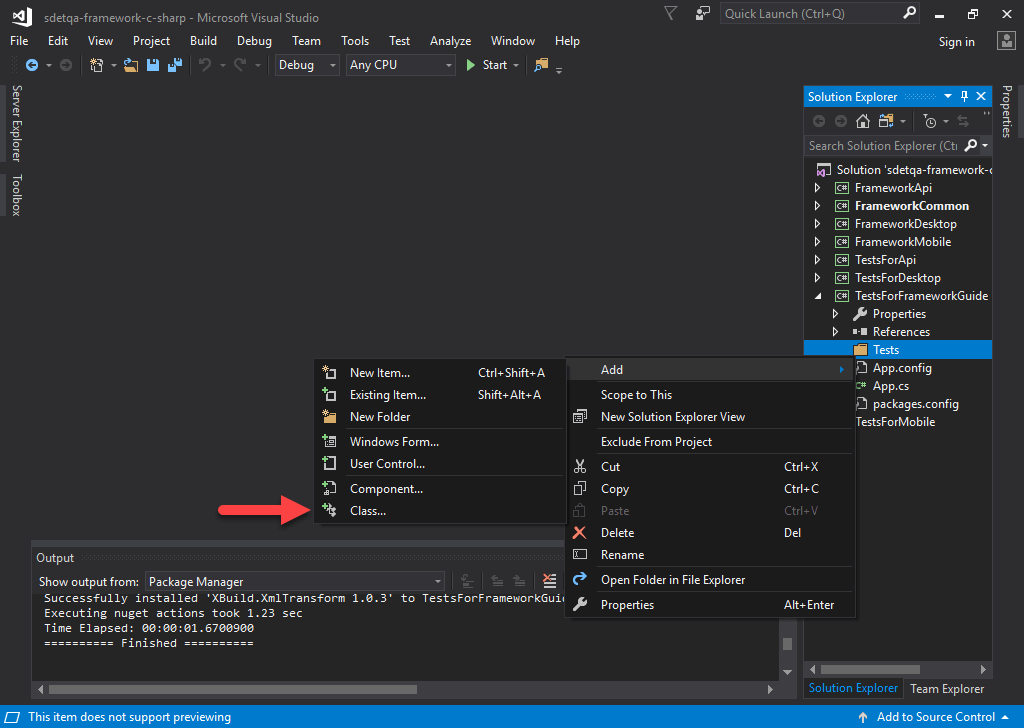 sdetqa-framework-c-sharp - Microsoft Visual Studio
Quick Launch (Ctrl+Q)
File Edit View Project Build Debug Team Tools Test Analyze Window Help
Sign in
Debug Any CPU Start
Server Explorer
Toolbox
Solution Explorer
Properties
Search Solution Explorer (Ctr
Solution 'sdetqa-framework-c
FrameworkApi
FrameworkCommon
FrameworkDesktop
FrameworkMobile
TestsForApi
TestsForDesktop
TestsForFrameworkGuide
Properties
References
Tests
App.config
App.cs
packages.config
TestsForMobile
Add
Scope to This
New Solution Explorer View
Exclude From Project
Cut Ctrl+X
Copy Ctrl+C
Paste Ctrl+V
Delete Del
Rename
Open Folder in File Explorer
Properties Alt+Enter
New Item... Ctrl+Shift+A
Existing Item... Shift+Alt+A
New Folder
Windows Form...
User Control...
Component...
Class...
Output
Show output from: Package Manager
Successfully installed 'XBuild.XmlTransform 1.0.3' to TestsForFrameworkGui
Executing nuget actions took 1.23 sec
Time Elapsed: 00:00:01.6700900
========== Finished ==========
Solution Explorer Team Explorer
This item does not support previewing
Add to Source Control